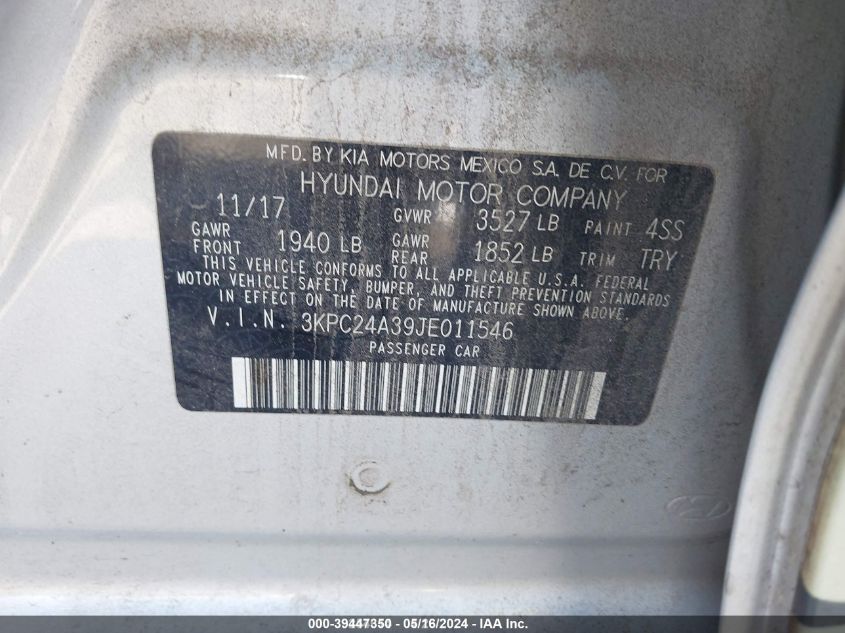 MFD. BY KIA MOTORS MEXICO S.A. DE C.V. FOR
HYUNDAI MOTOR COMPANY
11/17 GVWR 3527 LB PAINT 4SS
GAWR FRONT 1940 LB GAWR REAR 1852 LB TRIM TRY
THIS VEHICLE CONFORMS TO ALL APPLICABLE U.S.A. FEDERAL
MOTOR VEHICLE SAFETY, BUMPER, AND THEFT PREVENTION STANDARDS
IN EFFECT ON THE DATE OF MANUFACTURE SHOWN ABOVE.
V.I.N. 3KPC24A39JE011546
PASSENGER CAR
000-39447350 - 05/16/2024 - IAA Inc.